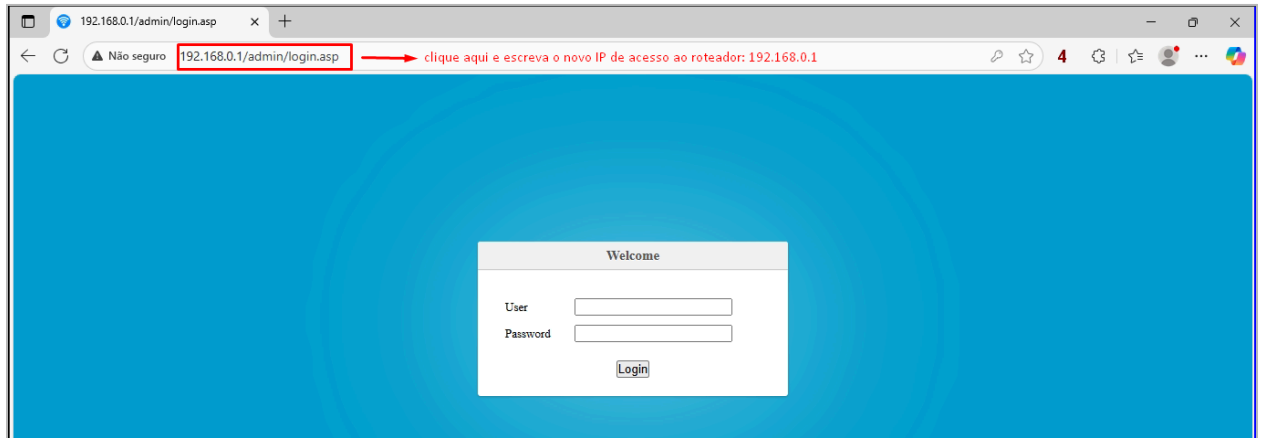 192.168.0.1/admin/login.asp
Não seguro 192.168.0.1/admin/login.asp clique aqui e escreva o novo IP de acesso ao roteador: 192.168.0.1 4
Welcome
User
Password
Login